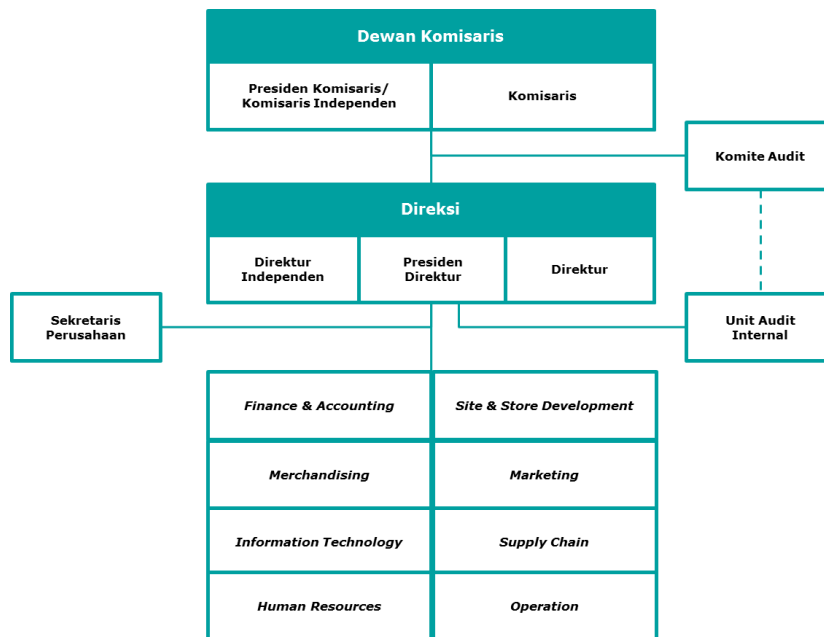 Dewan Komisaris
Presiden Komisaris/
Komisaris Independen
Komisaris
Komite Audit
Direksi
Direktur
Independen
Presiden
Direktur
Direktur
Sekretaris
Perusahaan
Unit Audit
Internal
Finance & Accounting
Site & Store Development
Merchandising
Marketing
Information Technology
Supply Chain
Human Resources
Operation